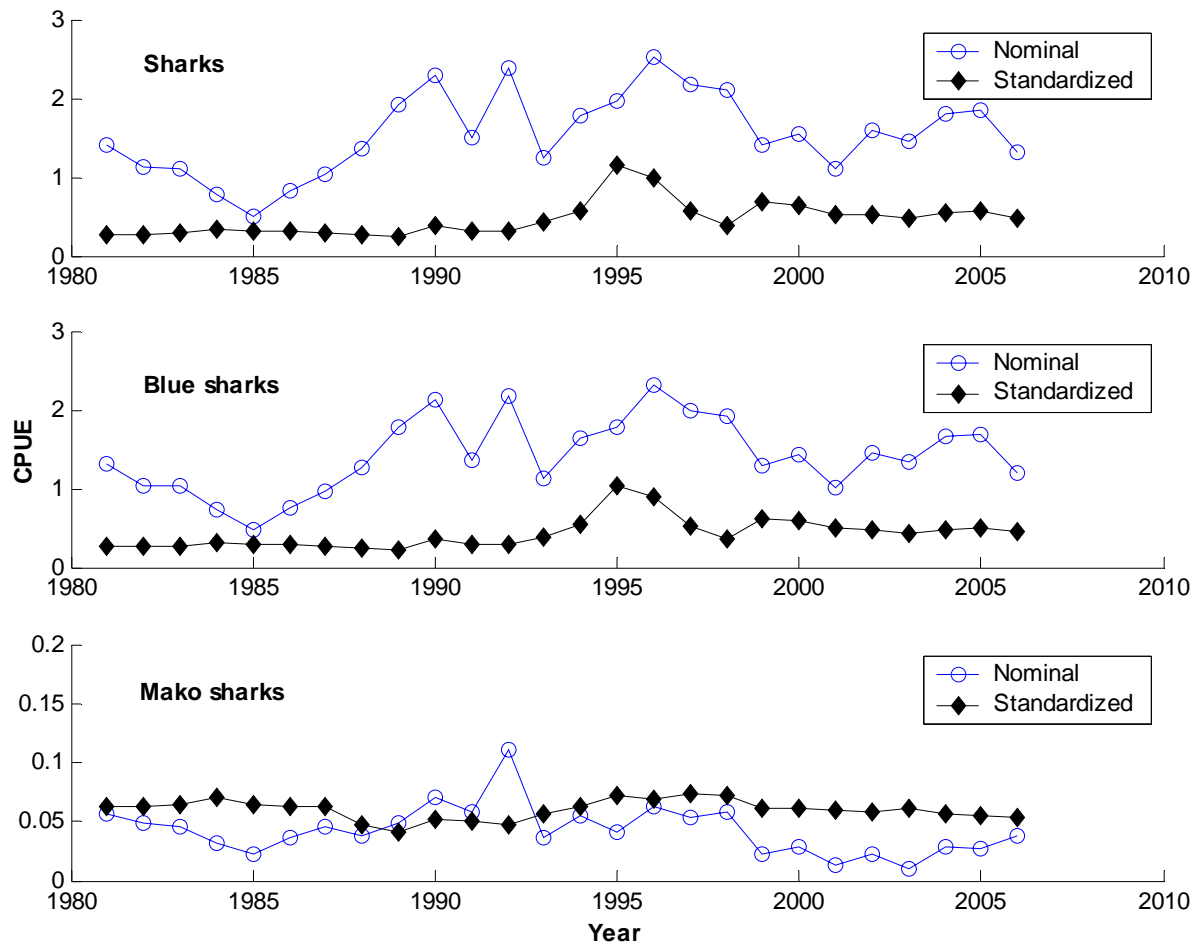 3
2
1
0
Sharks
Nominal
Standardized
1980 1985 1990 1995 2000 2005 2010
3
2
1
0
Blue sharks
Nominal
Standardized
1980 1985 1990 1995 2000 2005 2010
CPUE
0.2
0.15
0.1
0.05
0
Mako sharks
Nominal
Standardized
1980 1985 1990 1995 2000 2005 2010
Year